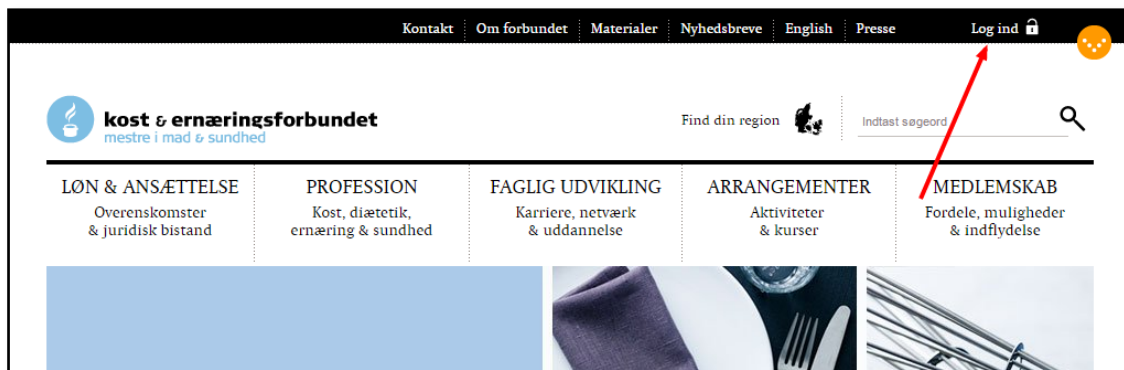 Kontakt Om forbundet Materialer Nyhedsbreve English Presse Log ind
kost & ernæringsforbundet
mestre i mad & sundhed
Find din region
Indtast søgeord
LØN & ANSÆTTELSE
Overenskomster
& juridisk bistand
PROFESSION
Kost, diætetik,
ernæring & sundhed
FAGLIG UDVIKLING
Karriere, netværk
& uddannelse
ARRANGEMENTER
Aktiviteter
& kurser
MEDLEMSKAB
Fordele, muligheder
& indflydelse